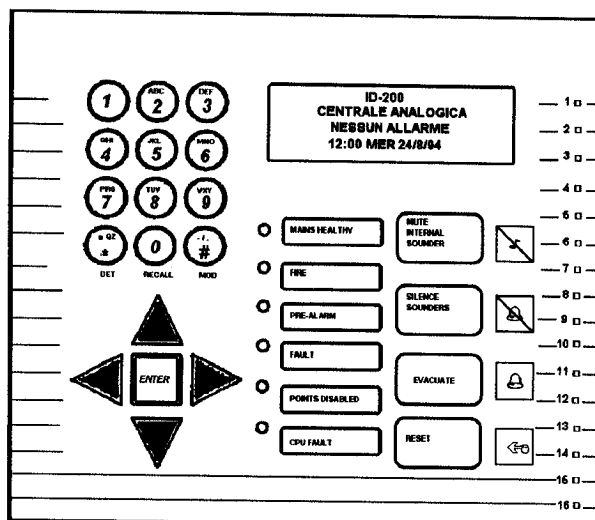 ID-200
CENTRALE ANALOGICA
NESSUN ALLARME
12:00 MER 24/8/94
1
ABC
2
DEF
3
GHI
4
JKL
5
MNO
6
PRS
7
TUV
8
WXY
9
QZ
0
#
DET
RECALL
MOD
ENTER
MAINS HEALTHY
FIRE
PRE-ALARM
FAULT
POINTS DISABLED
CPU FAULT
MUTE
INTERNAL
SOUNDER
SILENCE
SOUNDERS
EVACUATE
RESET
1
2
3
4
5
6
7
8
9
10
11
12
13
14
16
16